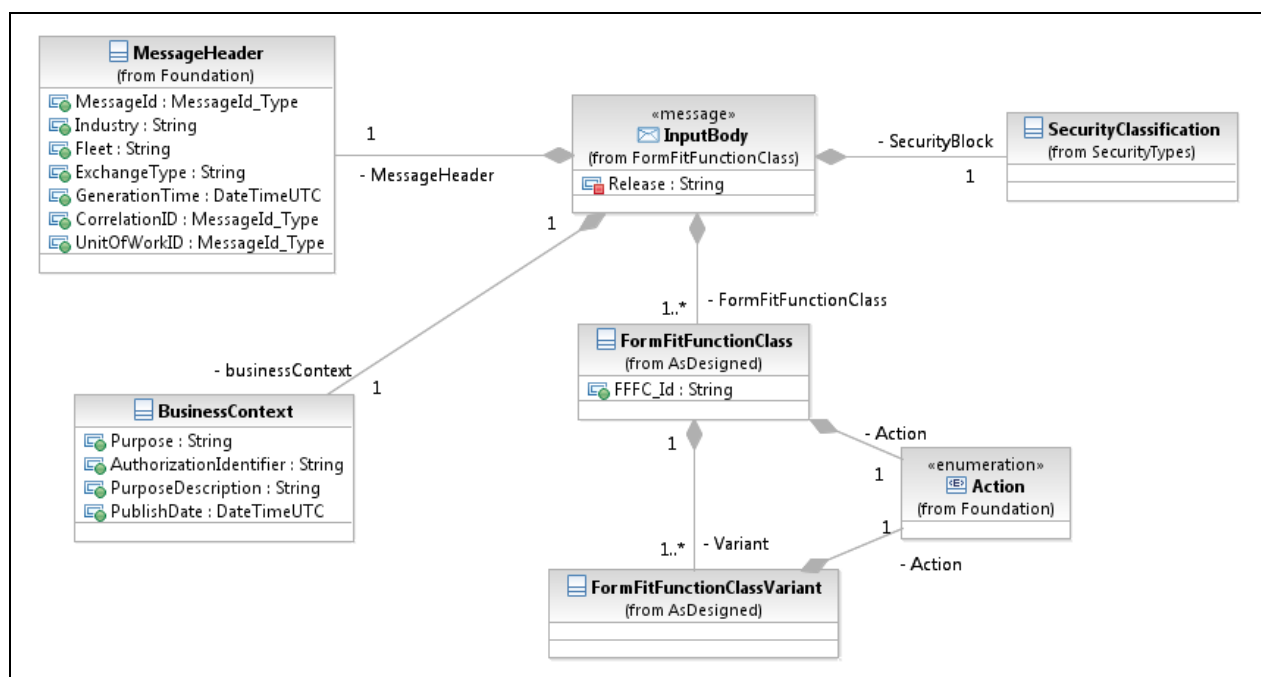 MessageHeader
(from Foundation)
MessageId : MessageId_Type
Industry : String
Fleet : String
ExchangeType : String
GenerationTime : DateTimeUTC
CorrelationID : MessageId_Type
UnitOfWorkID : MessageId_Type
1
- MessageHeader
«message»
InputBody
(from FormFitFunctionClass)
Release : String
- SecurityBlock
1
SecurityClassification
(from SecurityTypes)
1
- businessContext
1
BusinessContext
Purpose : String
AuthorizationIdentifier : String
PurposeDescription : String
PublishDate : DateTimeUTC
1..*
- FormFitFunctionClass
FormFitFunctionClass
(from AsDesigned)
FFFC_Id : String
1
- Action
1
«enumeration»
<E> Action
(from Foundation)
1
- Action
1..*
- Variant
FormFitFunctionClassVariant
(from AsDesigned)